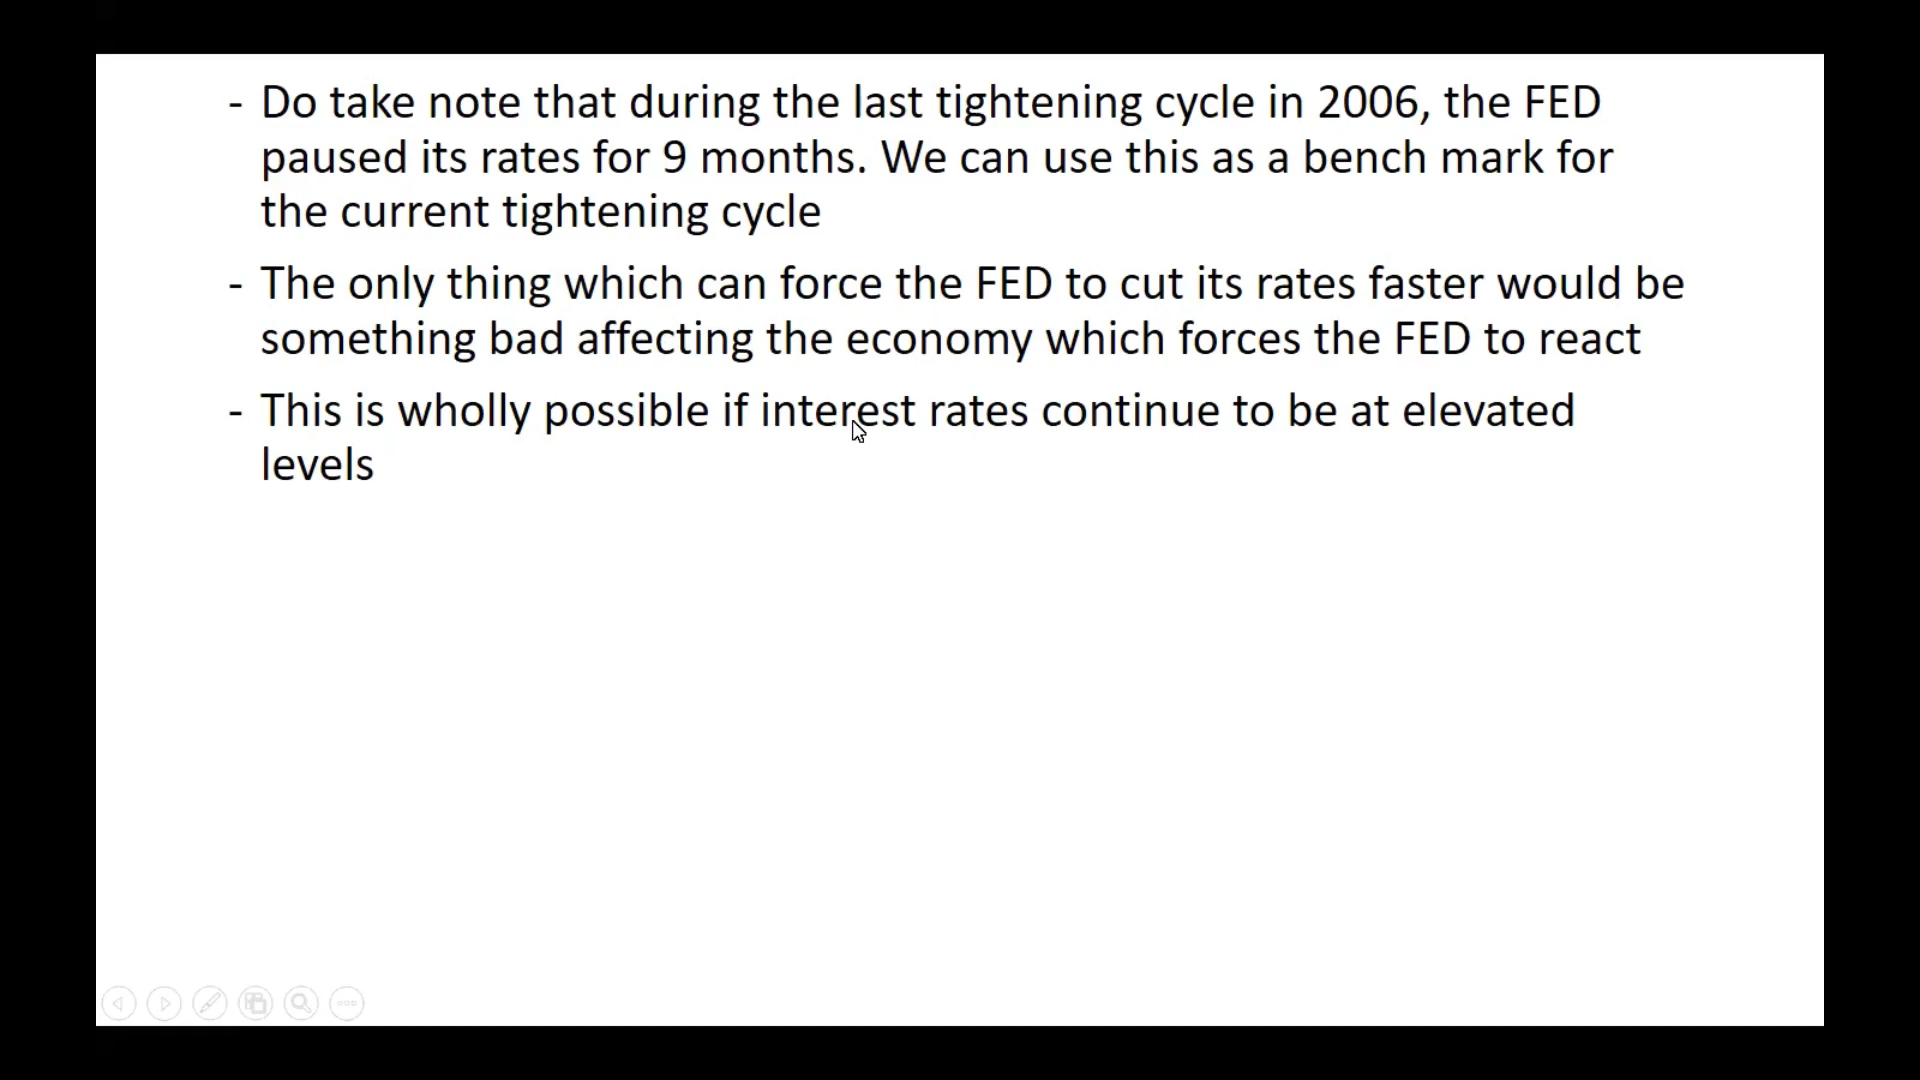 - Do take note that during the last tightening cycle in 2006, the FED
paused its rates for 9 months. We can use this as a bench mark for
the current tightening cycle
- The only thing which can force the FED to cut its rates faster would be
something bad affecting the economy which forces the FED to react
- This is wholly possible if interest rates continue to be at elevated
levels